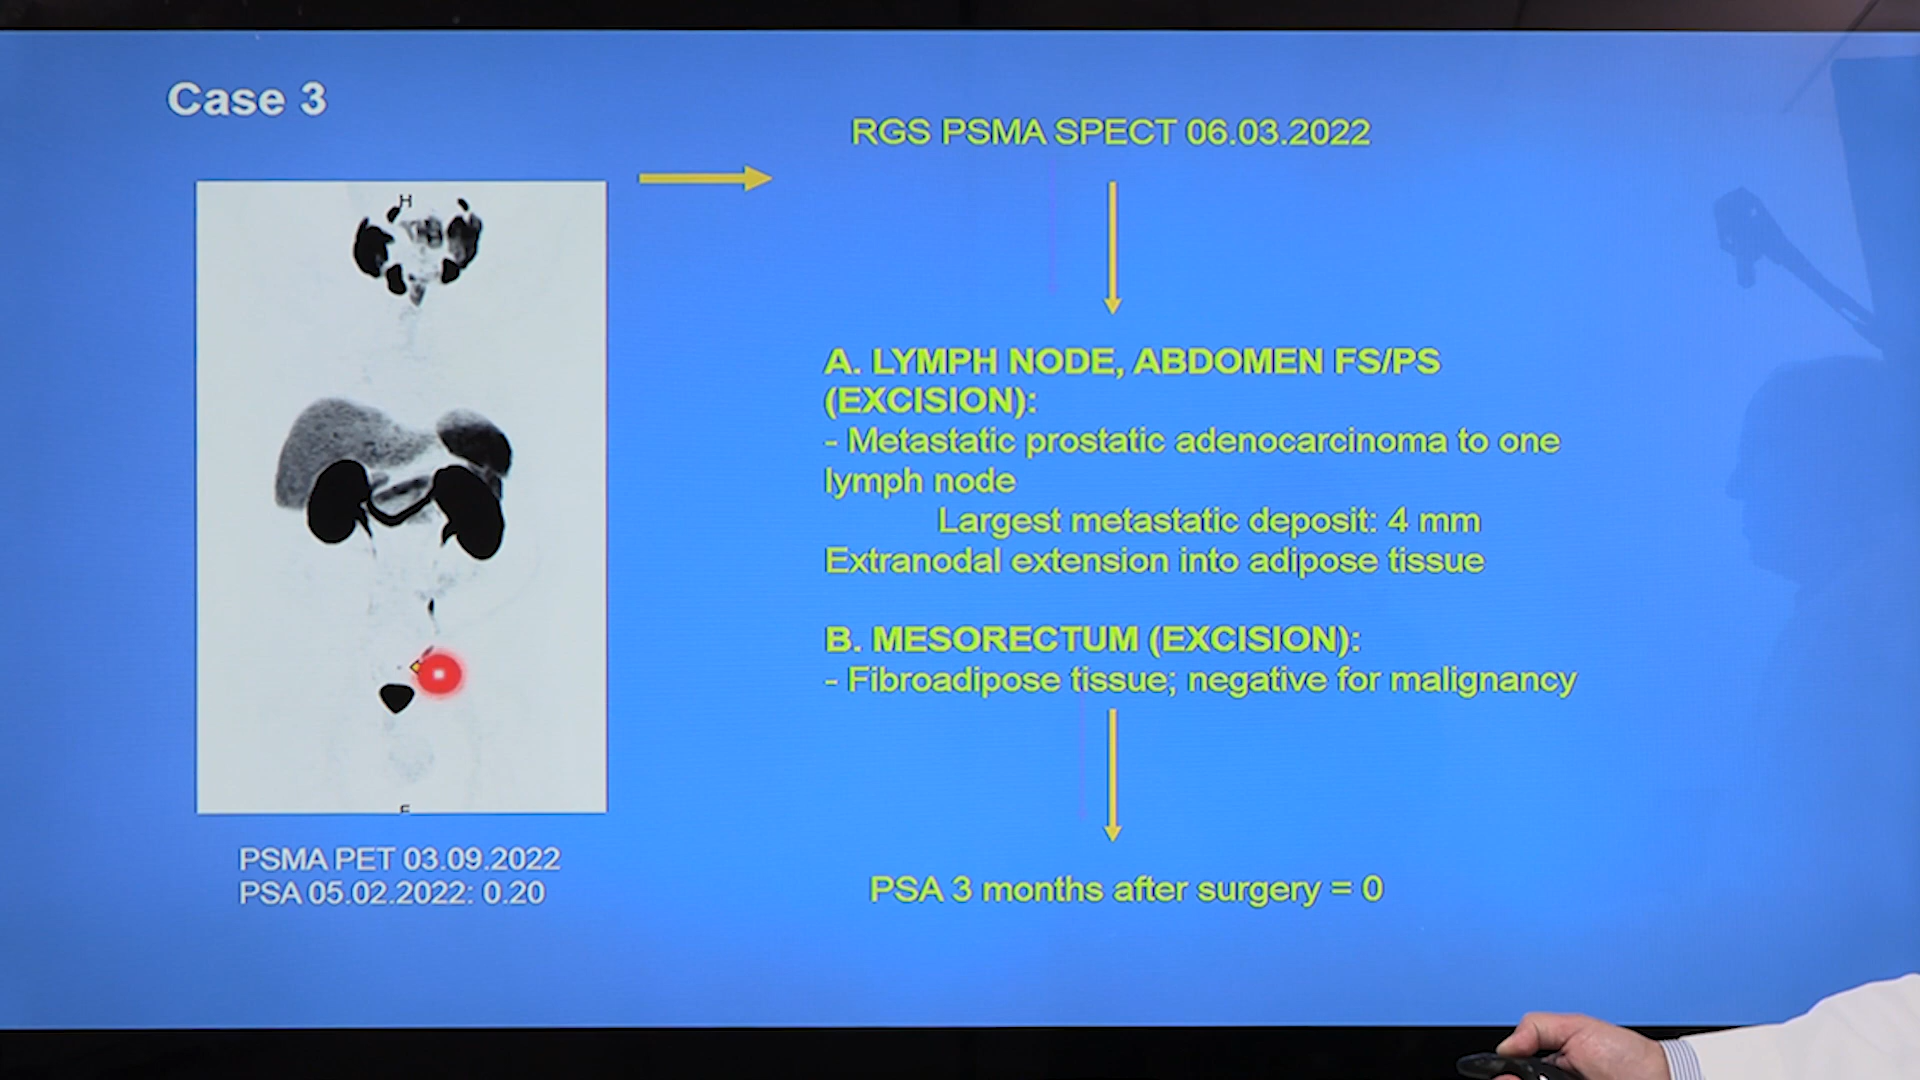 Case 3
RGS PSMA SPECT 06.03.2022
H
A. LYMPH NODE, ABDOMEN FS/PS
(EXCISION):
- Metastatic prostatic adenocarcinoma to one
lymph node
Largest metastatic deposit: 4 mm
Extranodal extension into adipose tissue
B. MESORECTUM (EXCISION):
- Fibroadipose tissue; negative for malignancy
F
PSMA PET 03.09.2022
PSA 05.02.2022: 0.20
PSA 3 months after surgery = 0